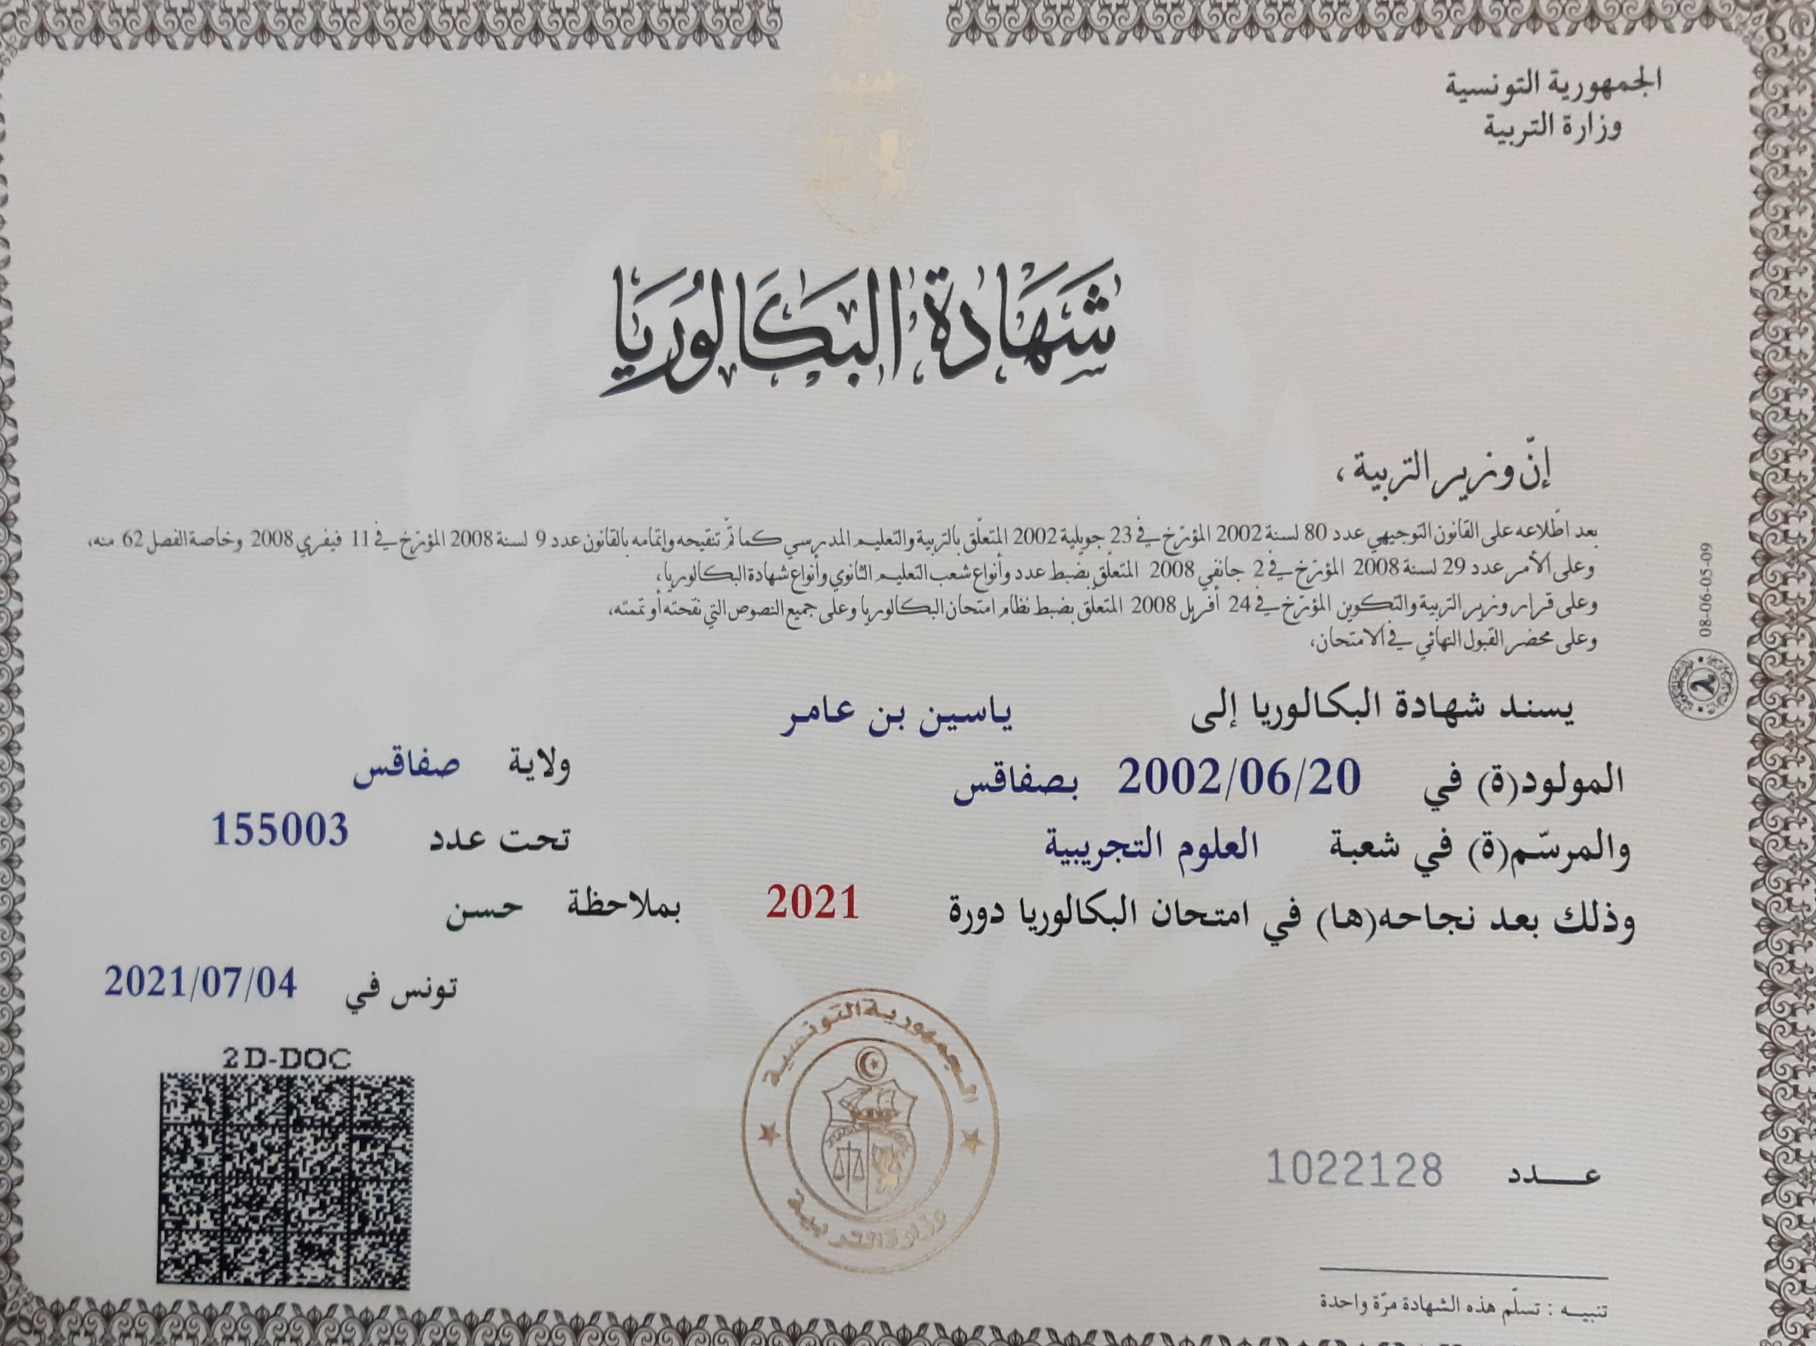 الجمهورية التونسية
وزارة التربية
شَهَادَة البَكَالُورِيَا
إنّ وزير التربية ،
بعد اطّلاعه على القانون التوجيهي عدد 80 لسنة 2002 المؤرّخ في 23 جويلية 2002 المتعلّق بالتربية والتعليم المدرسي كما تمّ تنقيحه وإتمامه بالقانون عدد 9 لسنة 2008 المؤرّخ في 11 فيفري 2008 وخاصة الفصل 62 منه،
وعلى الأمر عدد 29 لسنة 2008 المؤرّخ في 2 جانفي 2008 المتعلّق بضبط عدد وأنواع شعب التعليم الثانوي وأنواع شهادة البكالوريا،
وعلى قرار وزير التربية والتكوين المؤرّخ في 24 أفريل 2008 المتعلّق بضبط نظام امتحان البكالوريا وعلى جميع النصوص التي نقحته أو تممته،
وعلى محضر القبول النهائي في الامتحان،
يسند شهادة البكالوريا إلى ياسين بن عامر
المولود(ة) في 2002/06/20 بصفاقس ولاية صفاقس
والمرسّم(ة) في شعبة العلوم التجريبية تحت عدد 155003
وذلك بعد نجاحه(ها) في امتحان البكالوريا دورة 2021 بملاحظة حسن
تونس في 2021/07/04
2D-DOC
الجمهورية التونسية
وزارة التربية
عـــدد 1022128
تنبيـه : تسلّم هذه الشهادة مرّة واحدة
08-06-05-09